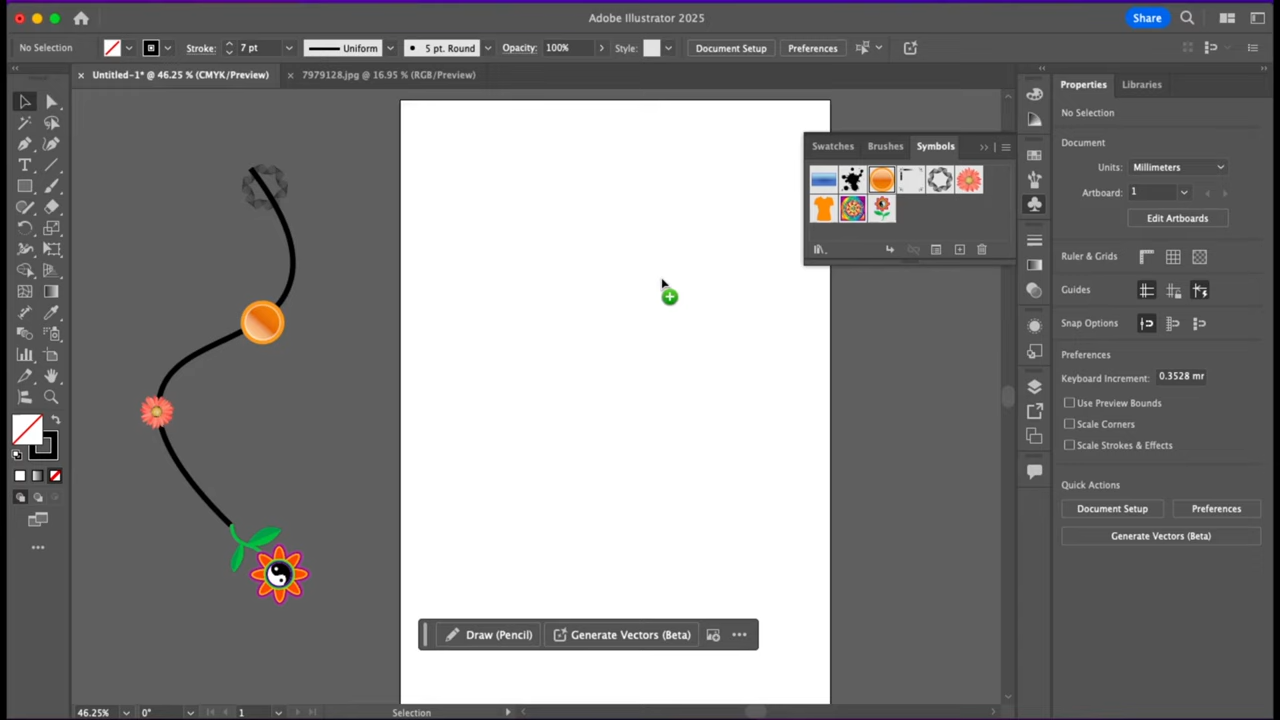 Adobe Illustrator 2025
Share
No Selection
Stroke:
7 pt
Uniform
5 pt. Round
Opacity:
100%
Style:
Document Setup
Preferences
Untitled-1* @ 46.25 % (CMYK/Preview)
7979128.jpg @ 16.95 % (RGB/Preview)
Swatches
Brushes
Symbols
Properties
Libraries
No Selection
Document
Units:
Millimeters
Artboard:
1
Edit Artboards
Ruler & Grids
Guides
Snap Options
Preferences
Keyboard Increment:
0.3528 mr
Use Preview Bounds
Scale Corners
Scale Strokes & Effects
Quick Actions
Document Setup
Preferences
Generate Vectors (Beta)
Draw (Pencil)
Generate Vectors (Beta)
46.25%
0°
1
Selection